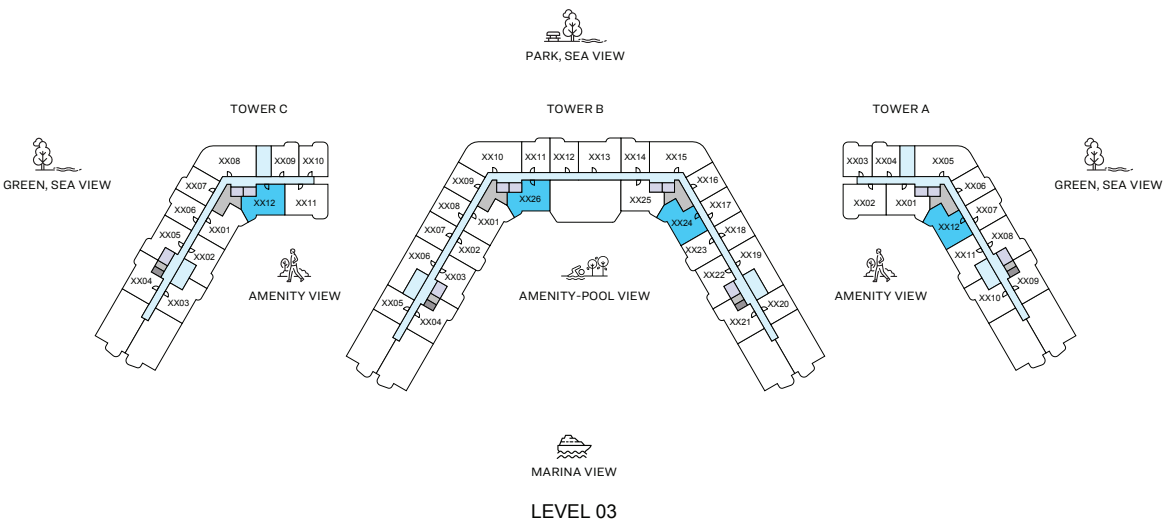 PARK, SEA VIEW
TOWER C
TOWER B
TOWER A
GREEN, SEA VIEW
GREEN, SEA VIEW
XX08
XX09
XX10
XX07
XX06
XX05
XX04
XX03
XX02
XX01
XX12
XX11
XX10
XX11
XX12
XX13
XX14
XX15
XX09
XX08
XX07
XX06
XX05
XX04
XX03
XX02
XX01
XX26
XX25
XX24
XX16
XX17
XX18
XX19
XX20
XX21
XX22
XX23
XX03
XX04
XX05
XX02
XX01
XX06
XX07
XX08
XX09
XX10
XX11
XX12
AMENITY VIEW
AMENITY-POOL VIEW
AMENITY VIEW
MARINA VIEW
LEVEL 03